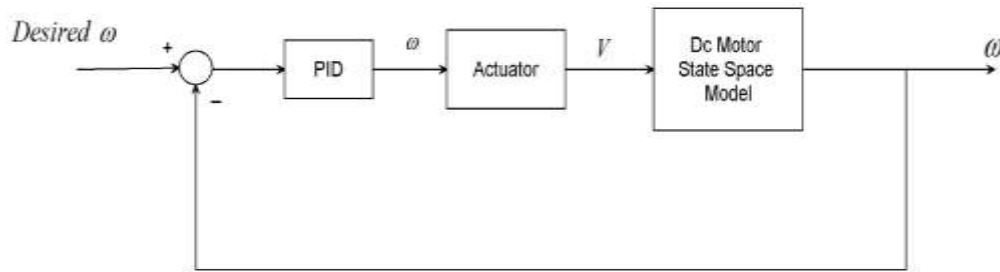 Desired ω
+
−
PID
ω
Actuator
V
Dc Motor
State Space
Model
ω